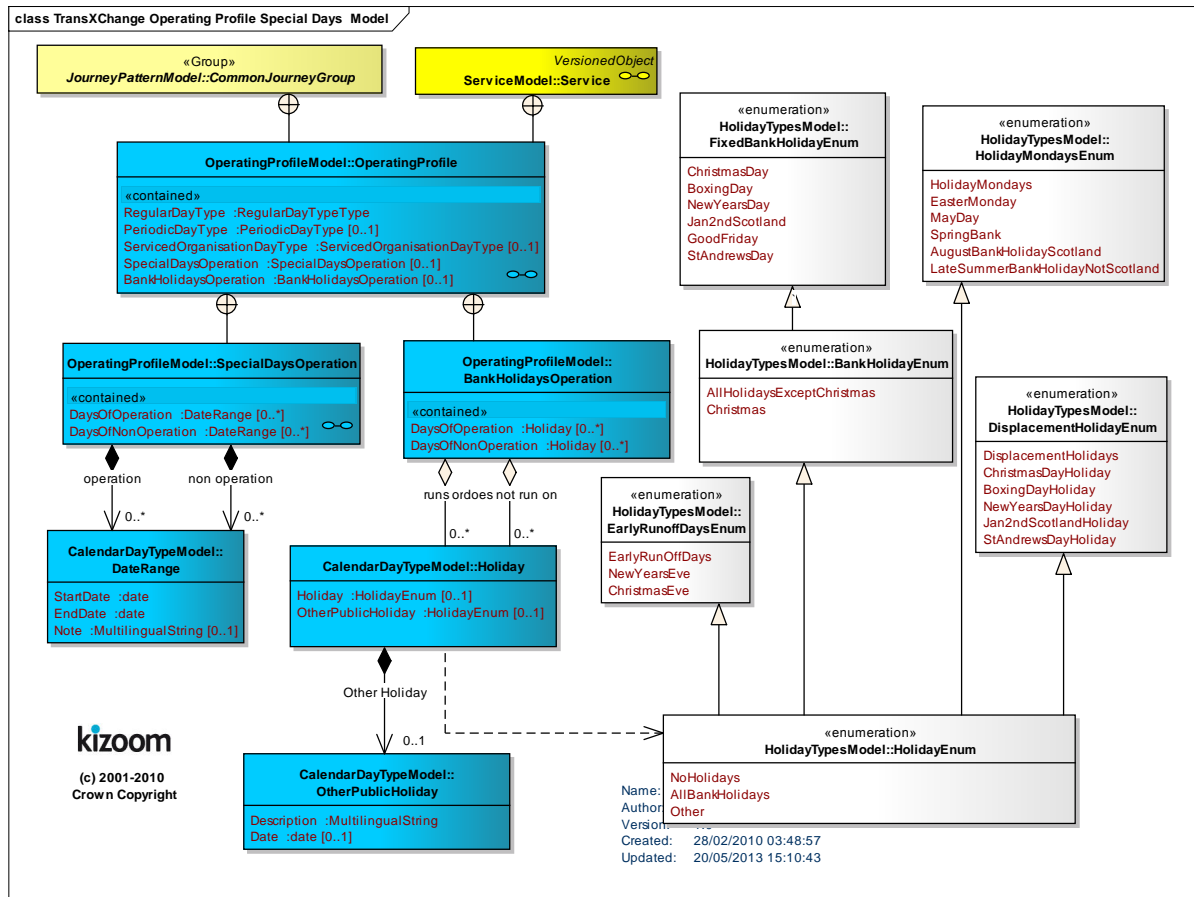 class TransXChange Operating Profile Special Days Model
«Group»
JourneyPatternModel::CommonJourneyGroup
VersionedObject
ServiceModel::Service
OperatingProfileModel::OperatingProfile
«contained»
RegularDayType :RegularDayTypeType
PeriodicDayType :PeriodicDayType [0..1]
ServicedOrganisationDayType :ServicedOrganisationDayType [0..1]
SpecialDaysOperation :SpecialDaysOperation [0..1]
BankHolidaysOperation :BankHolidaysOperation [0..1]
«enumeration»
HolidayTypesModel::
FixedBankHolidayEnum
ChristmasDay
BoxingDay
NewYearsDay
Jan2ndScotland
GoodFriday
StAndrewsDay
«enumeration»
HolidayTypesModel::
HolidayMondaysEnum
HolidayMondays
EasterMonday
MayDay
SpringBank
AugustBankHolidayScotland
LateSummerBankHolidayNotScotland
OperatingProfileModel::SpecialDaysOperation
«contained»
DaysOfOperation :DateRange [0..*]
DaysOfNonOperation :DateRange [0..*]
OperatingProfileModel::
BankHolidaysOperation
«contained»
DaysOfOperation :Holiday [0..*]
DaysOfNonOperation :Holiday [0..*]
«enumeration»
HolidayTypesModel::BankHolidayEnum
AllHolidaysExceptChristmas
Christmas
«enumeration»
HolidayTypesModel::
DisplacementHolidayEnum
DisplacementHolidays
ChristmasDayHoliday
BoxingDayHoliday
NewYearsDayHoliday
Jan2ndScotlandHoliday
StAndrewsDayHoliday
operation
non operation
0..*
0..*
runs or
does not run on
0..*
0..*
«enumeration»
HolidayTypesModel::
EarlyRunoffDaysEnum
EarlyRunOffDays
NewYearsEve
ChristmasEve
CalendarDayTypeModel::
DateRange
StartDate :date
EndDate :date
Note :MultilingualString [0..1]
CalendarDayTypeModel::Holiday
Holiday :HolidayEnum [0..1]
OtherPublicHoliday :HolidayEnum [0..1]
Other Holiday
0..1
kizoom
(c) 2001-2010
Crown Copyright
CalendarDayTypeModel::
OtherPublicHoliday
Description :MultilingualString
Date :date [0..1]
«enumeration»
HolidayTypesModel::HolidayEnum
NoHolidays
AllBankHolidays
Other
Name:
Author:
Version:
Created: 28/02/2010 03:48:57
Updated: 20/05/2013 15:10:43